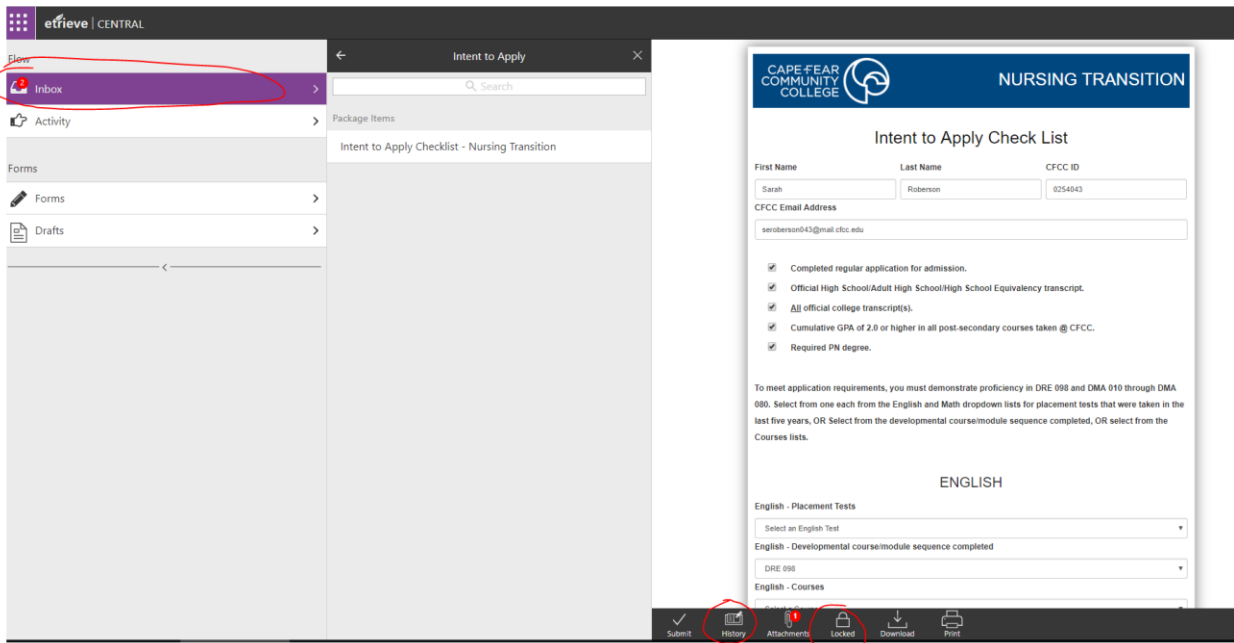 etrieve | CENTRAL
Flow
2
Inbox
Activity
Forms
Forms
Drafts
Intent to Apply
Search
Package Items
Intent to Apply Checklist - Nursing Transition
CAPE FEAR
COMMUNITY
COLLEGE
NURSING TRANSITION
Intent to Apply Check List
First Name Last Name CFCC ID
Sarah Roberson 0254043
CFCC Email Address
seroberson043@mail.cfcc.edu
Completed regular application for admission.
Official High School/Adult High School/High School Equivalency transcript.
All official college transcript(s).
Cumulative GPA of 2.0 or higher in all post-secondary courses taken @ CFCC.
Required PN degree.
To meet application requirements, you must demonstrate proficiency in DRE 098 and DMA 010 through DMA
080. Select from one each from the English and Math dropdown lists for placement tests that were taken in the
last five years, OR Select from the developmental course/module sequence completed, OR select from the
Courses lists.
ENGLISH
English - Placement Tests
Select an English Test
English - Developmental course/module sequence completed
DRE 098
English - Courses
1
Submit History Attachments Locked Download Print